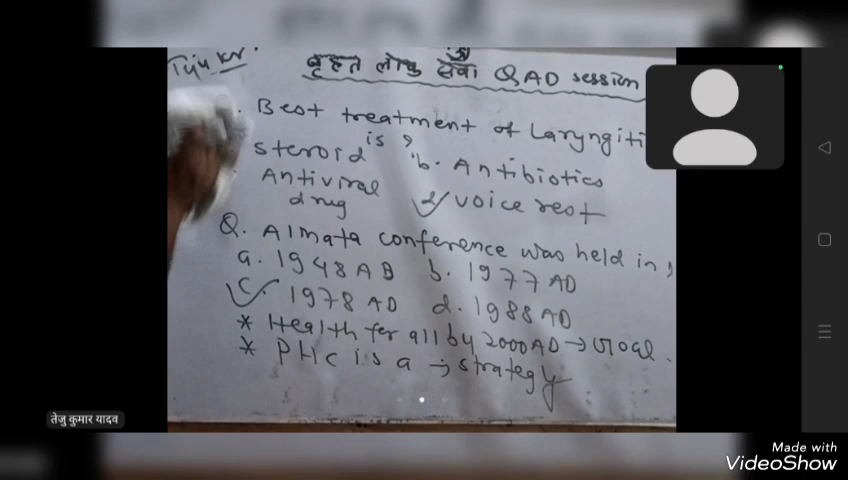 Tiju Kr.
बृहत लोक सेवा Q&D session
Best treatment of Laryngiti
is ?
steroid b. Antibiotics
Antiviral drug d voice rest
Q. Almata conference was held in ?
a. 1948 AD b. 1977 AD
c. 1978 AD d. 1988 AD
* Health for all by 2000 AD → Goal.
* PHC is a → strategy
तेजु कुमार यादव
Made with
VideoShow